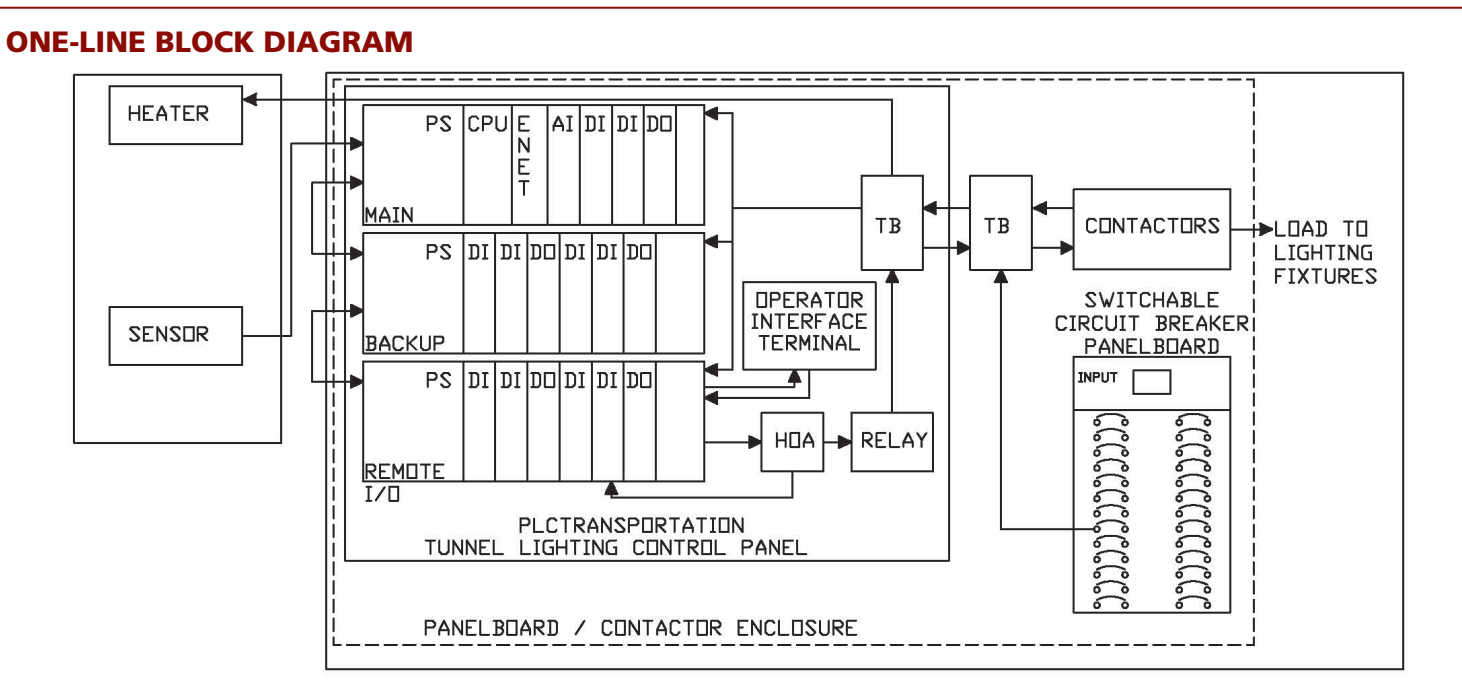 ONE-LINE BLOCK DIAGRAM
HEATER
SENSOR
PS CPU ENET AI DI DI DO
MAIN
PS DI DI DO DI DI DO
BACKUP
PS DI DI DO DI DI DO
REMOTE
I/O
OPERATOR
INTERFACE
TERMINAL
HOA
RELAY
TB
TB
CONTACTORS
LOAD TO
LIGHTING
FIXTURES
SWITCHABLE
CIRCUIT BREAKER
PANELBOARD
INPUT
PLCTRANSPORTATION
TUNNEL LIGHTING CONTROL PANEL
PANELBOARD / CONTACTOR ENCLOSURE